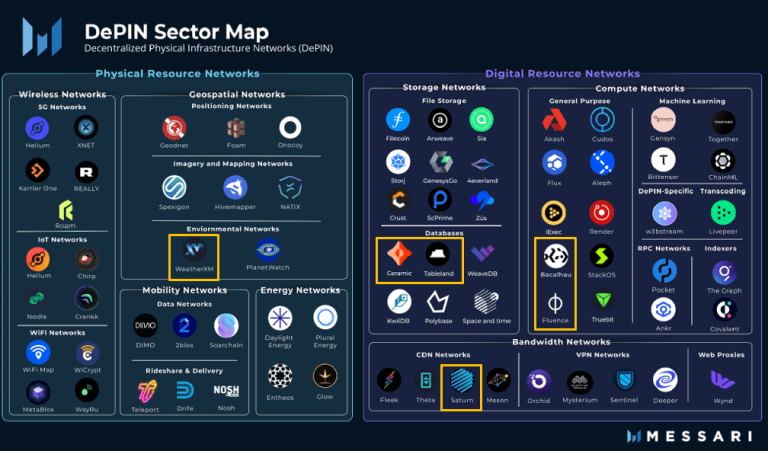 DePIN Sector Map
Decentralized Physical Infrastructure Networks (DePIN)
Physical Resource Networks
Wireless Networks
5G Networks
Helium XNET
Karrier One REALLY
Roam
IoT Networks
Helium Chirp
Nodle Crankk
WiFi Networks
WiFi Map WiCrypt
MetaBlox WayRu
Geospatial Networks
Positioning Networks
Geodnet Foam Onocoy
Imagery and Mapping Networks
Spexigon Hivemapper NATIX
Enviornmental Networks
WeatherXM PlanetWatch
Mobility Networks
Data Networks
DIMO
DIMO 2blox Soarchain
Rideshare & Delivery
NOSH
Teleport Drife Nosh
Energy Networks
Daylight Energy Plural Energy
Entheos Glow
Digital Resource Networks
Storage Networks
File Storage
Filecoin Arweave Sia
Storj GenesysGo 4everland
Crust ScPrime Züs
Databases
Ceramic Tableland WeaveDB
KwilDB Polybase Space and time
Compute Networks
General Purpose
Akash Cudos
Flux Aleph
iExec Render
Bacalhau StackOS
Fluence Truebit
Machine Learning
gensyn TOGETHER
Gensyn Together
Bittensor ChainML
DePIN-Specific Transcoding
w3bstream Livepeer
RPC Networks Indexers
Pocket The Graph
Ankr Covalent
Bandwidth Networks
CDN Networks
Fleek Theta Saturn Meson
VPN Networks
Orchid Mysterium Sentinel Deeper
Web Proxies
Wynd
MESSARI